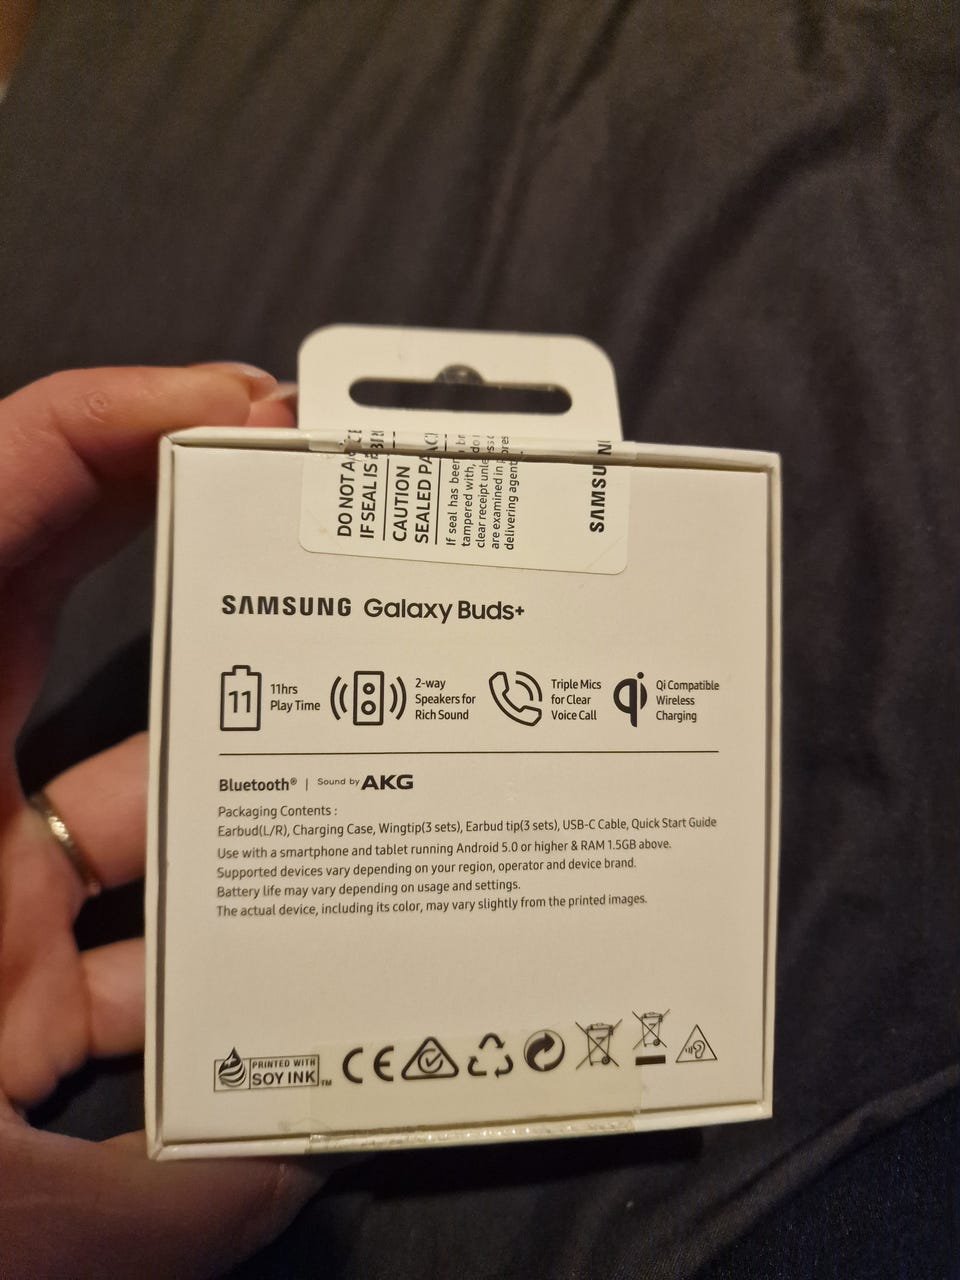 DO NOT
IF SEAL IS
CAUTION
SEALED
If seal has been
tampered with, do
clear receipt
are examined in
delivering agent
SAMSUN
SAMSUNG Galaxy Buds+
11
11hrs
Play Time
2-way
Speakers for
Rich Sound
Triple Mics
for Clear
Voice Call
qi
Qi Compatible
Wireless
Charging
Bluetooth® | Sound by AKG
Packaging Contents :
Earbud(L/R), Charging Case, Wingtip(3 sets), Earbud tip(3 sets), USB-C Cable, Quick Start Guide
Use with a smartphone and tablet running Android 5.0 or higher & RAM 1.5GB above.
Supported devices vary depending on your region, operator and device brand.
Battery life may vary depending on usage and settings.
The actual device, including its color, may vary slightly from the printed images.
PRINTED WITH
SOY INK™
CE